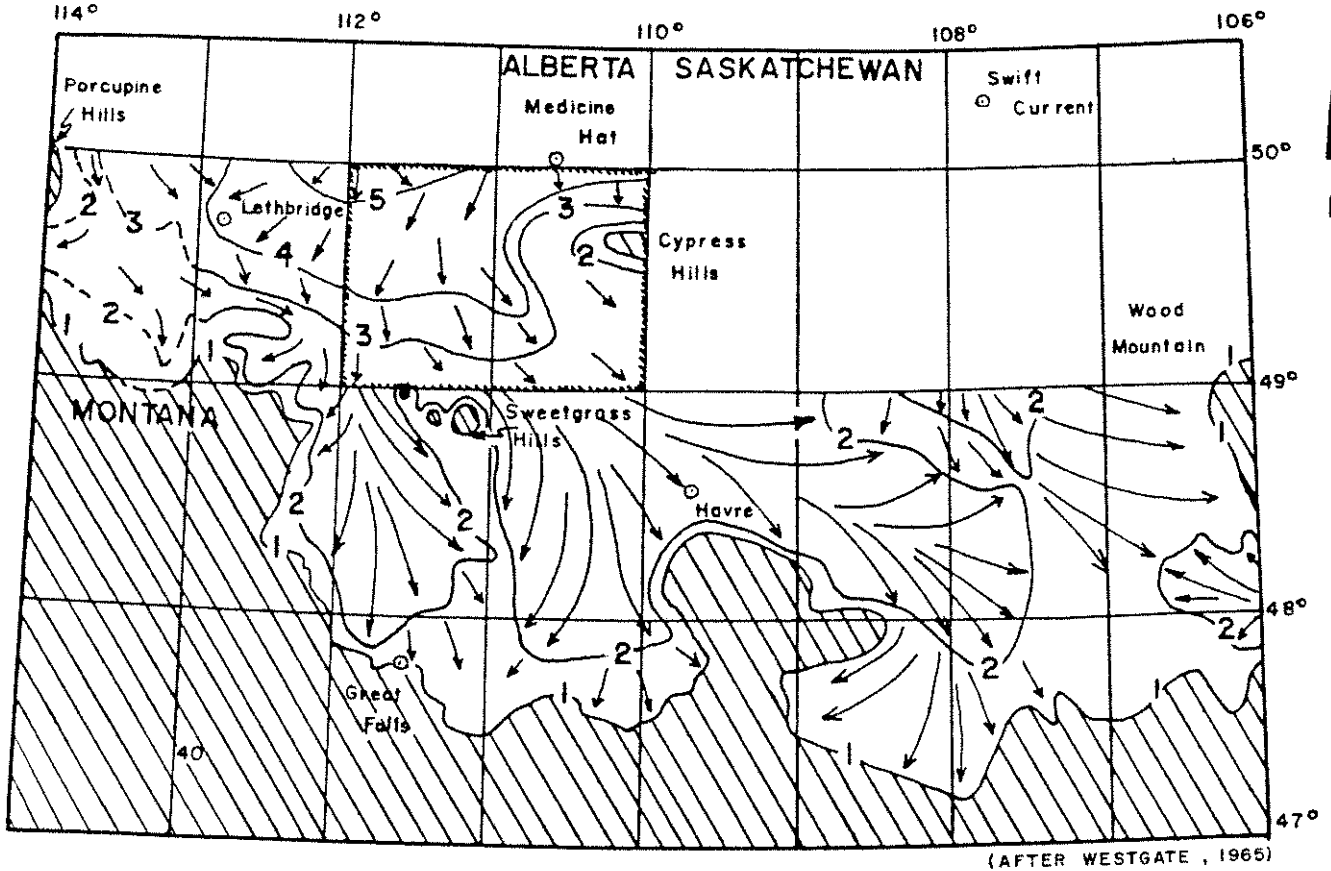 114° 112° 110° 108° 106°
ALBERTA SASKATCHEWAN
Porcupine
Hills
Medicine
Hat
Swift
Current
50°
2 3 Lethbridge 5 3
4 2 Cypress
Hills
1 2 1 3
Wood
Mountain
1
49°
MONTANA
Sweetgrass
Hills
2 2 1
2 2 Havre
1
48°
2 2 2
Great
Falls
1 1 1
40
47°
(AFTER WESTGATE, 1965)